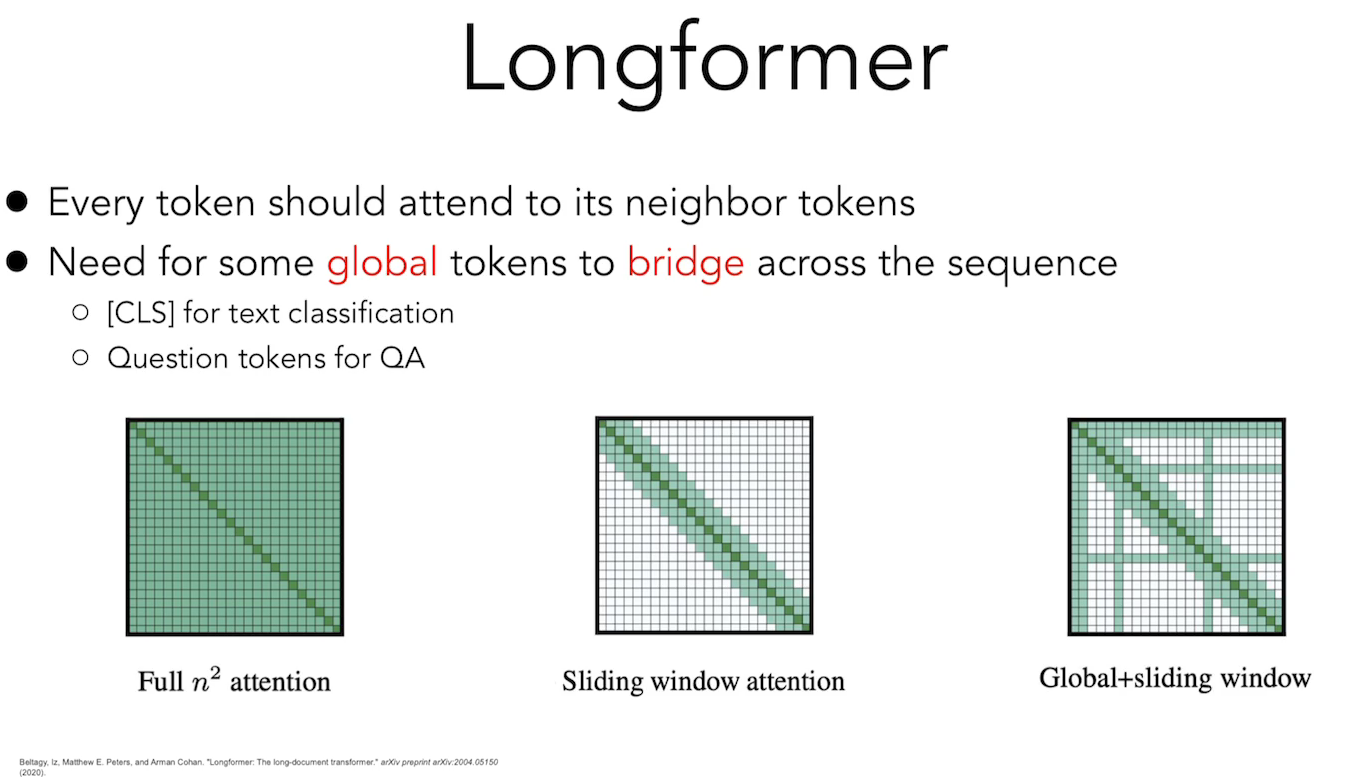 Longformer
● Every token should attend to its neighbor tokens
● Need for some global tokens to bridge across the sequence
○ [CLS] for text classification
○ Question tokens for QA
Full n² attention
Sliding window attention
Global+sliding window
Beltagy, Iz, Matthew E. Peters, and Arman Cohan. "Longformer: The long-document transformer." arXiv preprint arXiv:2004.05150
(2020).